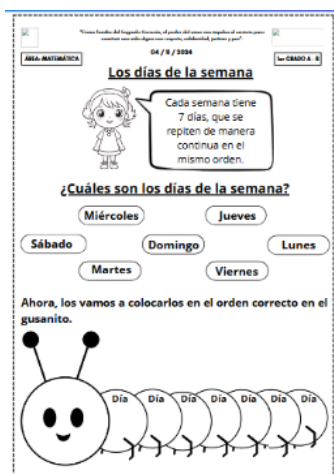 "Como familia del Sagrado Corazón, el poder del amor nos impulsa al servicio para
construir una vida digna con respeto, solidaridad, justicia y paz".
04 / 11 / 2024
ÁREA: MATEMÁTICA
1er GRADO A - B
Los días de la semana
Cada semana tiene
7 días, que se
repiten de manera
continua en el
mismo orden.
¿Cuáles son los días de la semana?
Miércoles
Jueves
Sábado
Domingo
Lunes
Martes
Viernes
Ahora, los vamos a colocarlos en el orden correcto en el
gusanito.
Día
Día
Día
Día
Día
Día
Día